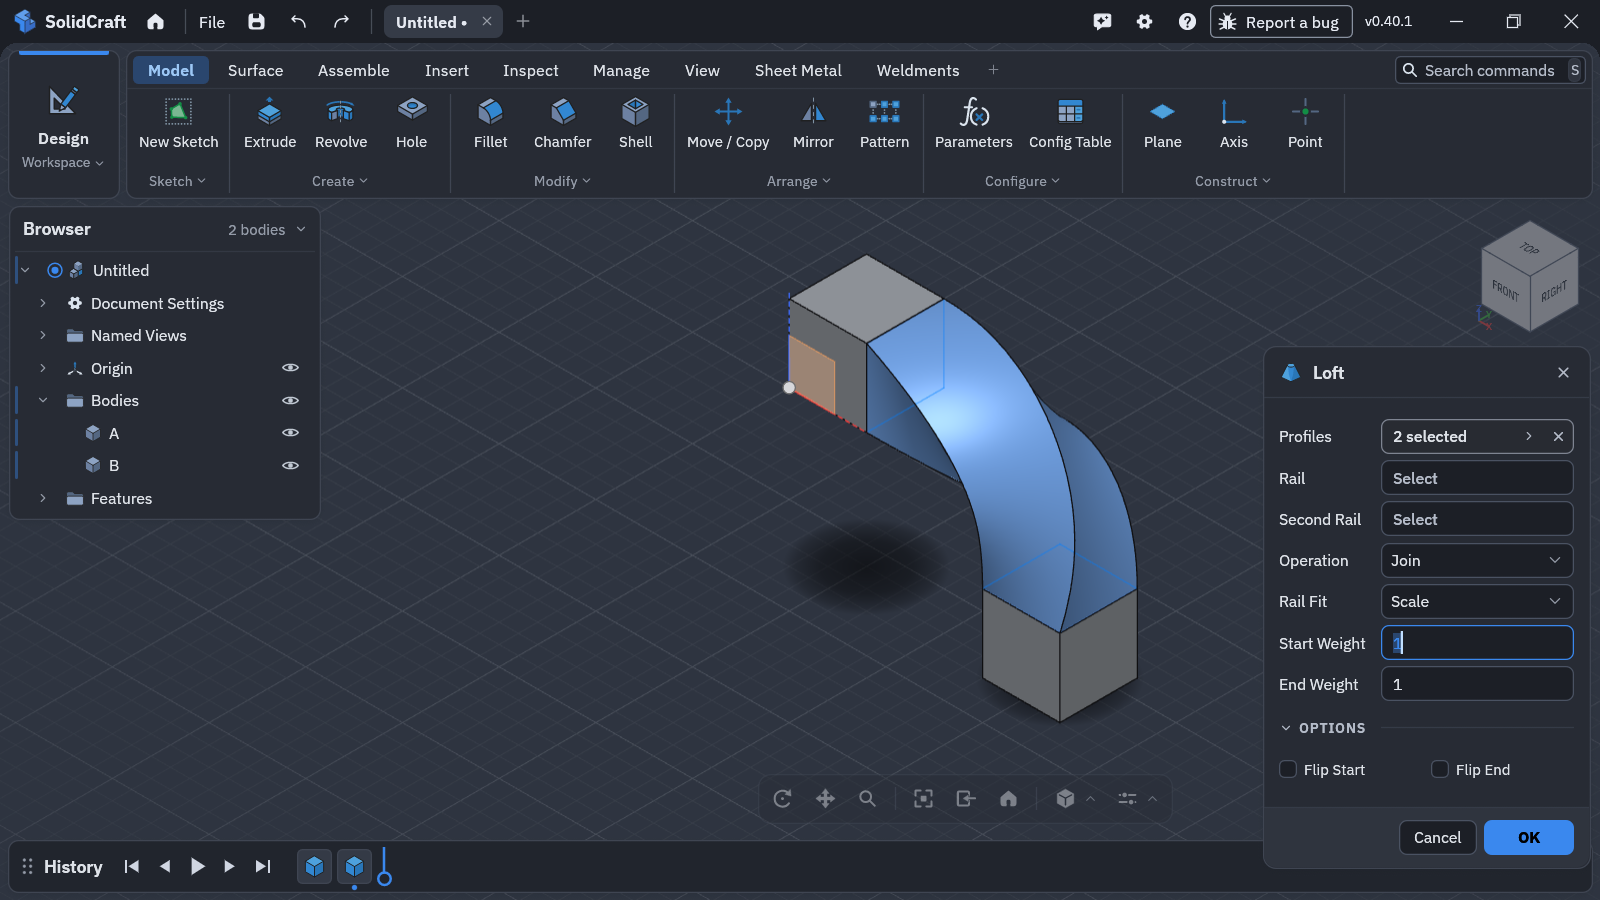 SolidCraft
File
Untitled •
Report a bug
v0.40.1
Design
Workspace
Model
Surface
Assemble
Insert
Inspect
Manage
View
Sheet Metal
Weldments
Search commands
S
New Sketch
Extrude
Revolve
Hole
Fillet
Chamfer
Shell
Move / Copy
Mirror
Pattern
Parameters
Config Table
Plane
Axis
Point
Sketch
Create
Modify
Arrange
Configure
Construct
Browser
2 bodies
Untitled
Document Settings
Named Views
Origin
Bodies
A
B
Features
TOP
FRONT
RIGHT
Z
X
Loft
Profiles
2 selected
Rail
Select
Second Rail
Select
Operation
Join
Rail Fit
Scale
Start Weight
1
End Weight
1
OPTIONS
Flip Start
Flip End
Cancel
OK
History